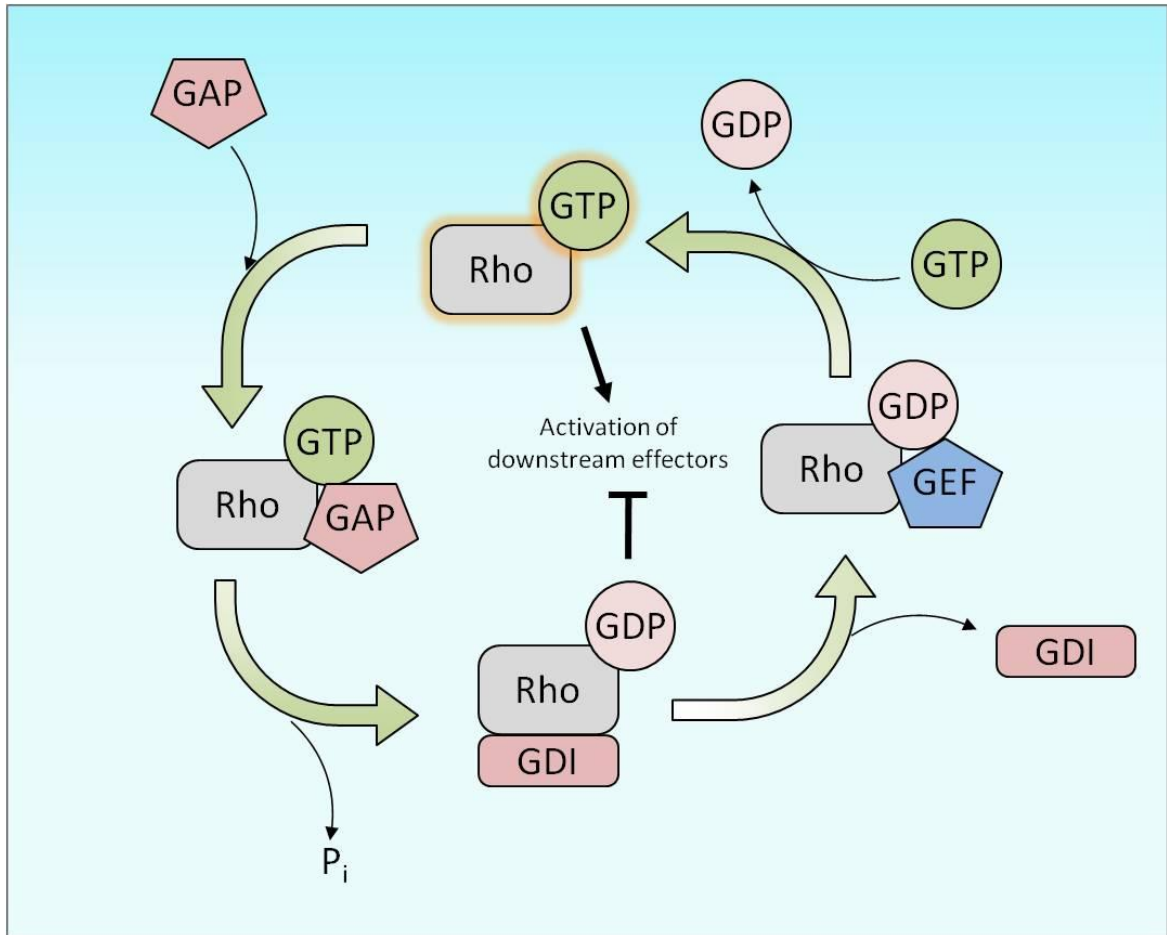 GAP
GDP
GTP
Rho
GTP
Activation of
downstream effectors
GDP
Rho
GEF
GTP
Rho
GAP
GDP
Rho
GDI
GDI
Pi